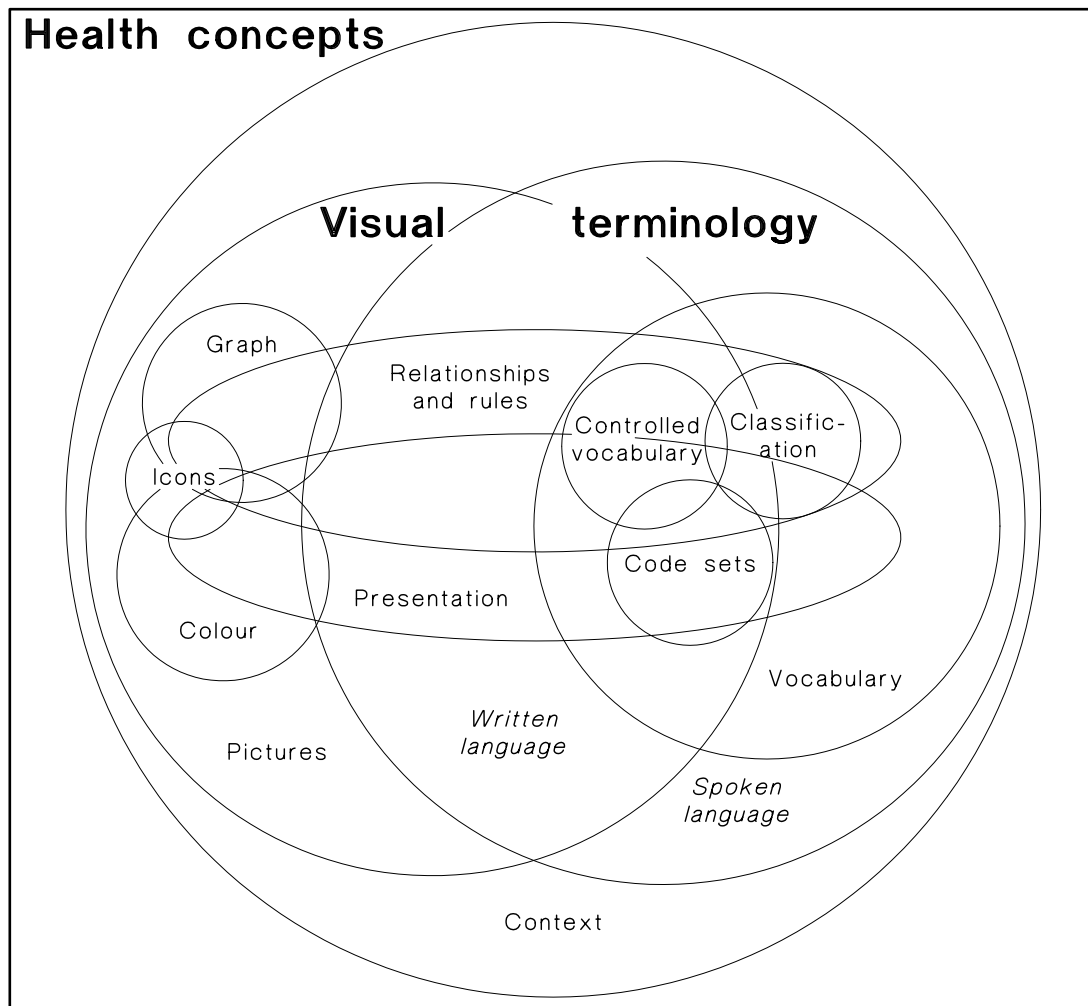 Health concepts
Visual terminology
Graph
Relationships
and rules
Controlled
vocabulary
Classific-
ation
Icons
Code sets
Presentation
Colour
Vocabulary
Written
language
Pictures
Spoken
language
Context